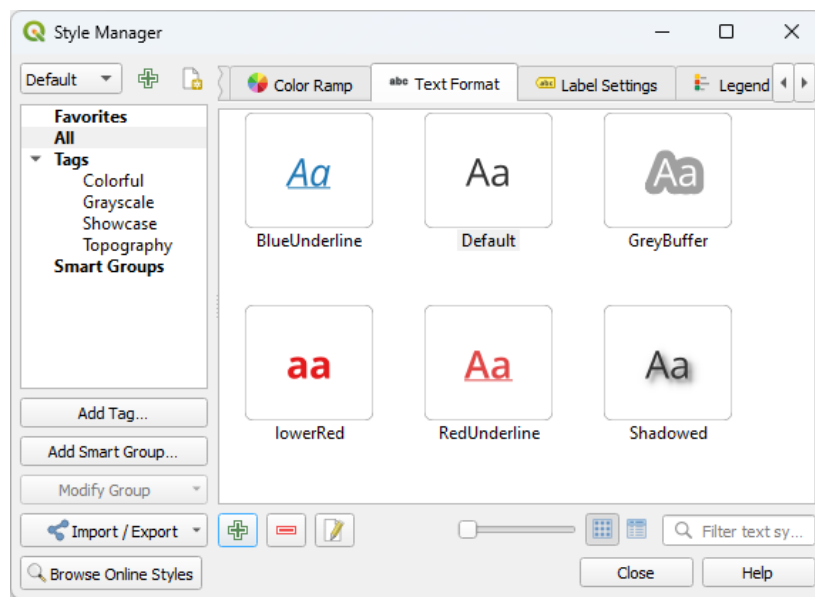 Style Manager
Default
Color Ramp
abc Text Format
abc Label Settings
Legend
Favorites
All
Tags
Colorful
Grayscale
Showcase
Topography
Smart Groups
Aa
BlueUnderline
Aa
Default
Aa
GreyBuffer
aa
lowerRed
Aa
RedUnderline
Aa
Shadowed
Add Tag...
Add Smart Group...
Modify Group
Import / Export
Filter text sy...
Browse Online Styles
Close
Help